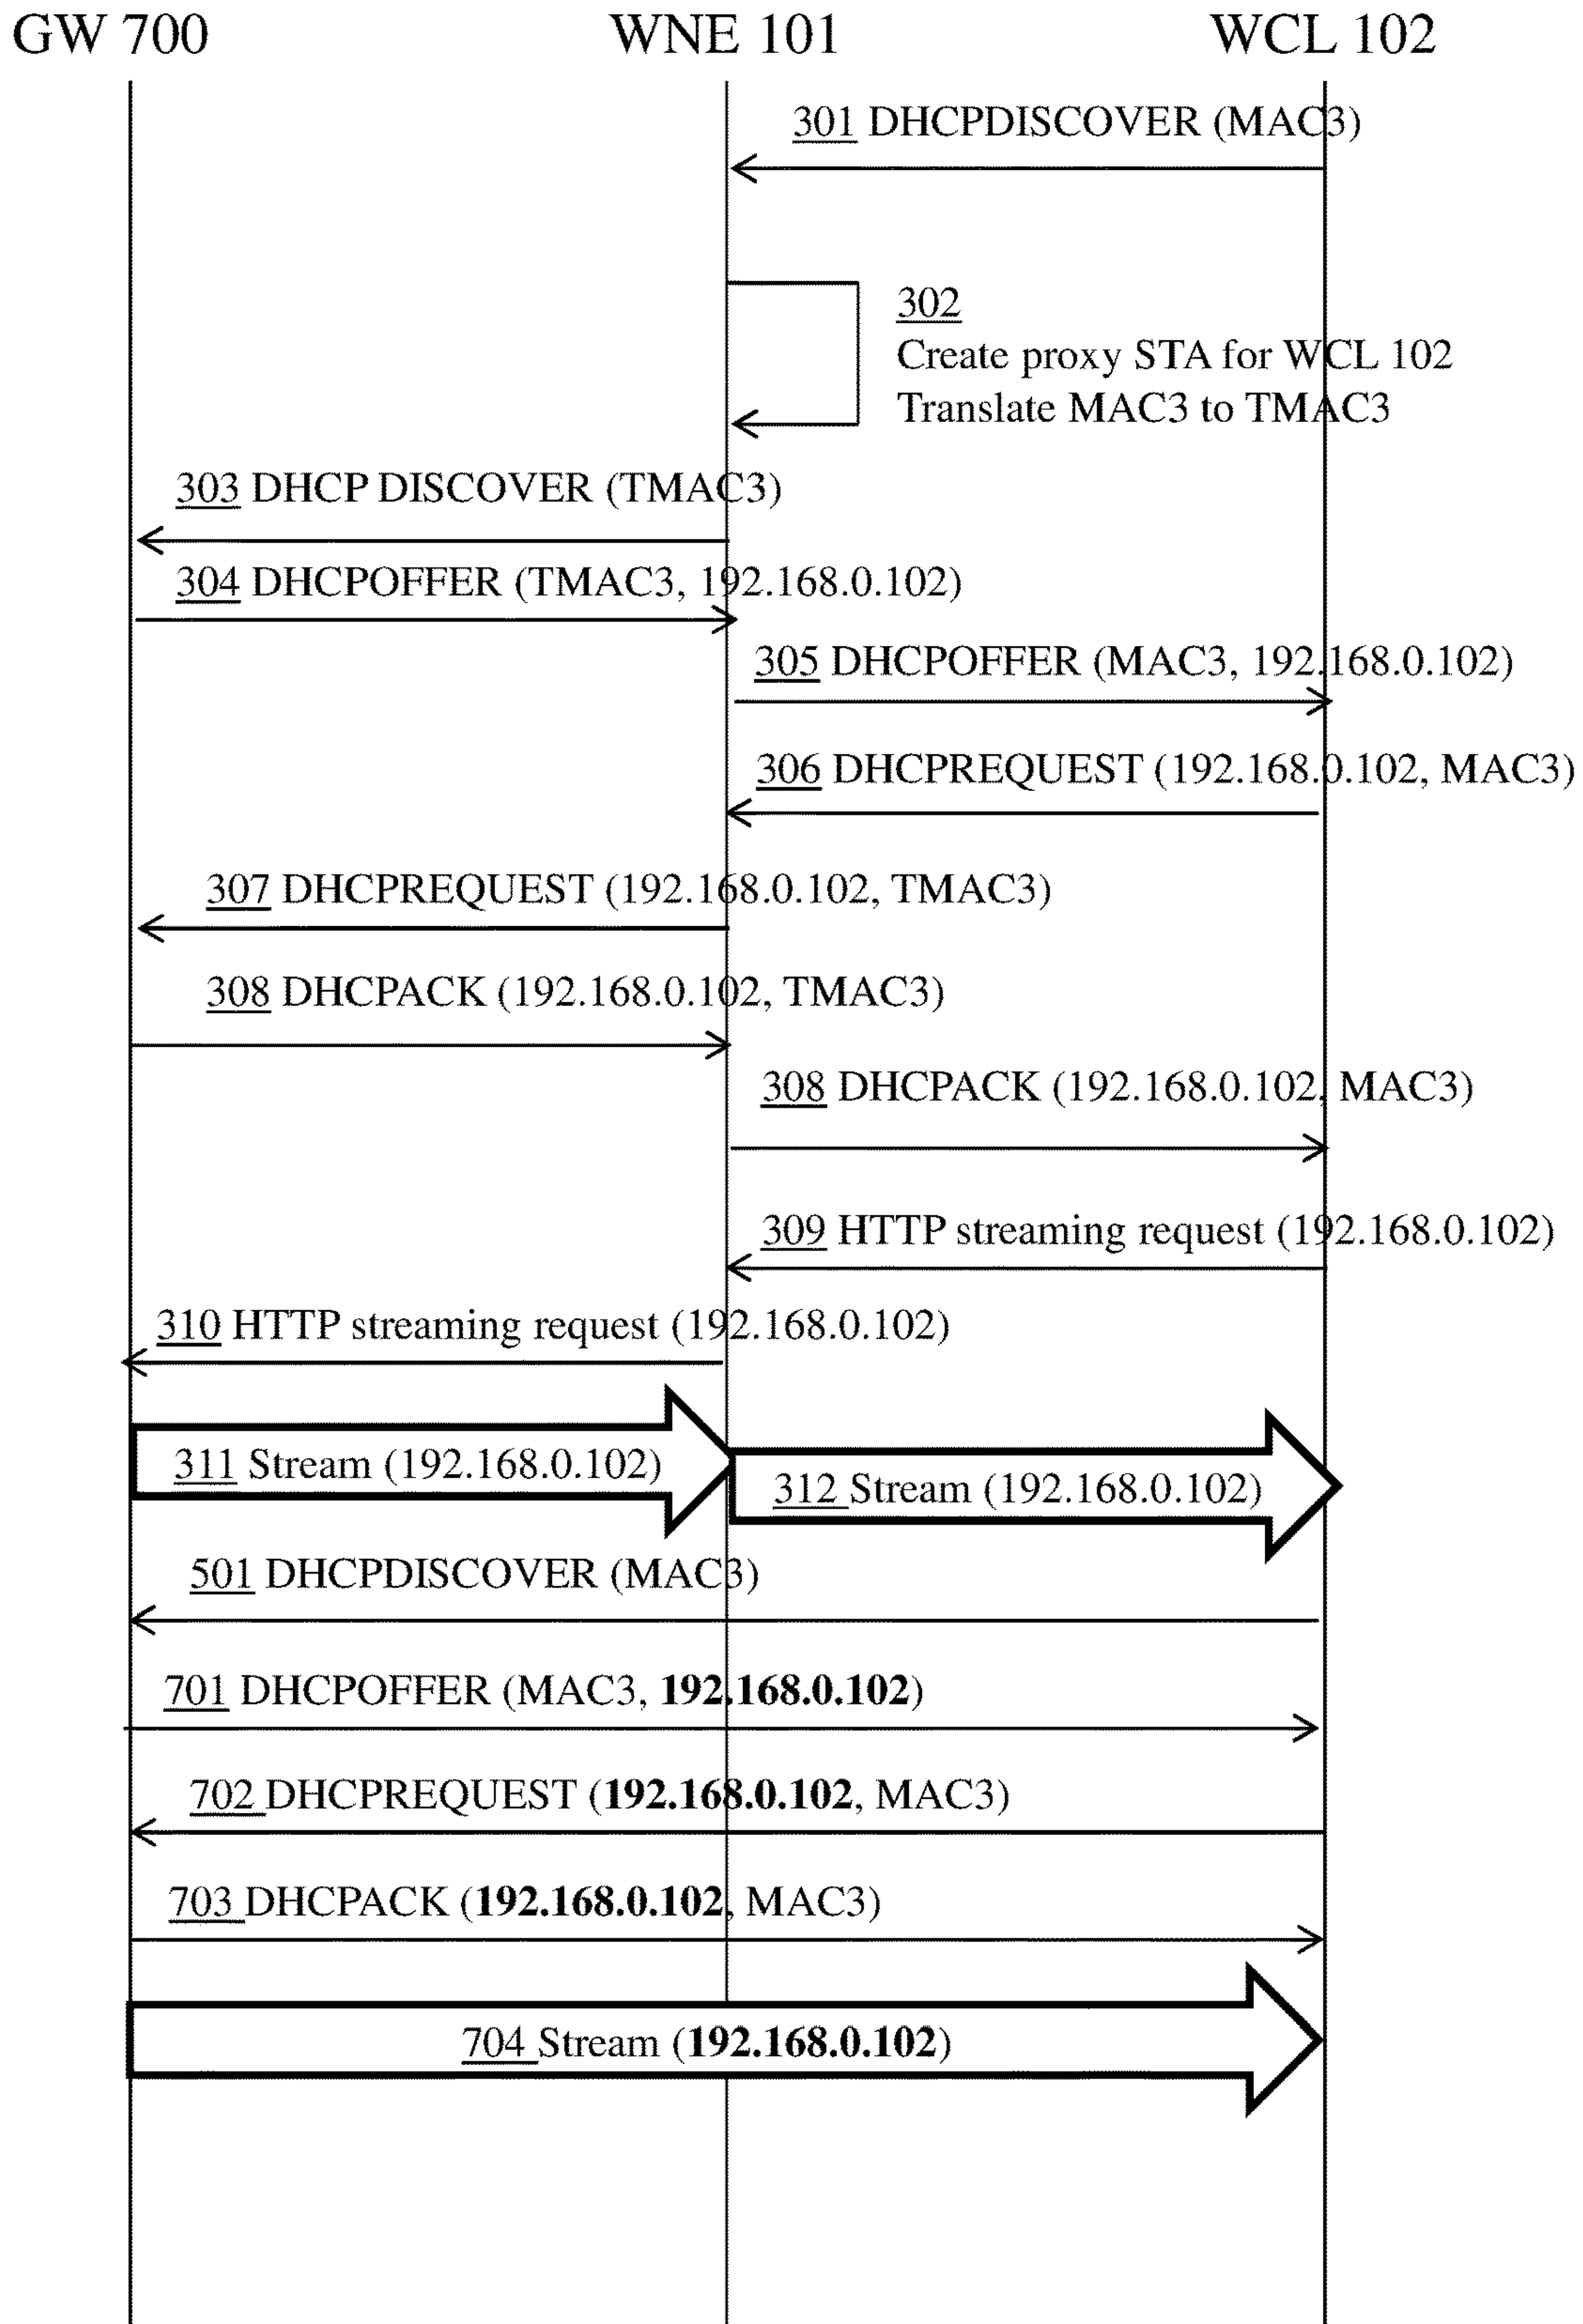 GW 700 WNE 101 WCL 102
301 DHCPDISCOVER (MAC3)
302
Create proxy STA for WCL 102
Translate MAC3 to TMAC3
303 DHCP DISCOVER (TMAC3)
304 DHCPOFFER (TMAC3, 192.168.0.102)
305 DHCPOFFER (MAC3, 192.168.0.102)
306 DHCPREQUEST (192.168.0.102, MAC3)
307 DHCPREQUEST (192.168.0.102, TMAC3)
308 DHCPACK (192.168.0.102, TMAC3)
308 DHCPACK (192.168.0.102, MAC3)
309 HTTP streaming request (192.168.0.102)
310 HTTP streaming request (192.168.0.102)
311 Stream (192.168.0.102)
312 Stream (192.168.0.102)
501 DHCPDISCOVER (MAC3)
701 DHCPOFFER (MAC3, 192.168.0.102)
702 DHCPREQUEST (192.168.0.102, MAC3)
703 DHCPACK (192.168.0.102, MAC3)
704 Stream (192.168.0.102)